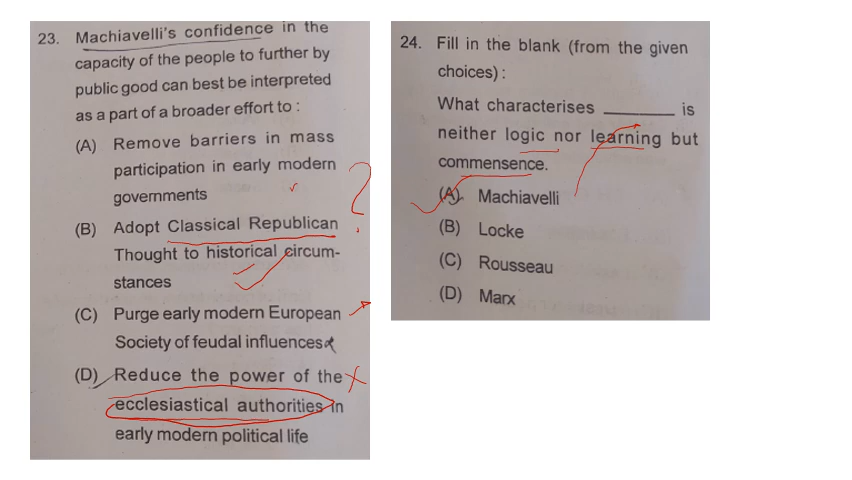 23. Machiavelli's confidence in the
capacity of the people to further by
public good can best be interpreted
as a part of a broader effort to :
(A) Remove barriers in mass
participation in early modern
governments
(B) Adopt Classical Republican
Thought to historical circum-
stances
(C) Purge early modern European
Society of feudal influences
(D) Reduce the power of the
ecclesiastical authorities in
early modern political life
24. Fill in the blank (from the given
choices) :
What characterises ________ is
neither logic nor learning but
commensence.
(A) Machiavelli
(B) Locke
(C) Rousseau
(D) Marx